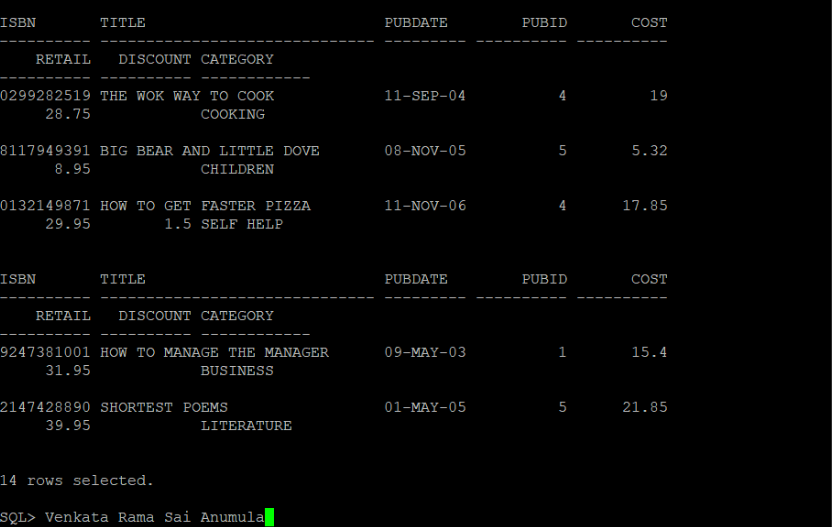 ISBN       TITLE                          PUBDATE        PUBID       COST
---------- ------------------------------ --------- ---------- ----------
    RETAIL   DISCOUNT CATEGORY
---------- ---------- ------------
0299282519 THE WOK WAY TO COOK            11-SEP-04          4         19
     28.75            COOKING
8117949391 BIG BEAR AND LITTLE DOVE       08-NOV-05          5       5.32
      8.95            CHILDREN
0132149871 HOW TO GET FASTER PIZZA        11-NOV-06          4      17.85
     29.95        1.5 SELF HELP
ISBN       TITLE                          PUBDATE        PUBID       COST
---------- ------------------------------ --------- ---------- ----------
    RETAIL   DISCOUNT CATEGORY
---------- ---------- ------------
9247381001 HOW TO MANAGE THE MANAGER      09-MAY-03          1       15.4
     31.95            BUSINESS
2147428890 SHORTEST POEMS                 01-MAY-05          5      21.85
     39.95            LITERATURE
14 rows selected.
SQL> Venkata Rama Sai Anumula